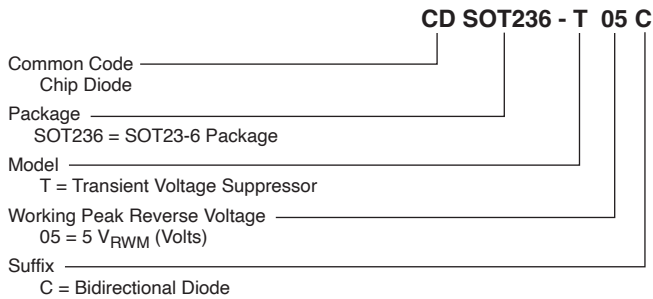 CD SOT236 - T 05 C
Common Code
Chip Diode
Package
SOT236 = SOT23-6 Package
Model
T = Transient Voltage Suppressor
Working Peak Reverse Voltage
05 = 5 VRWM (Volts)
Suffix
C = Bidirectional Diode